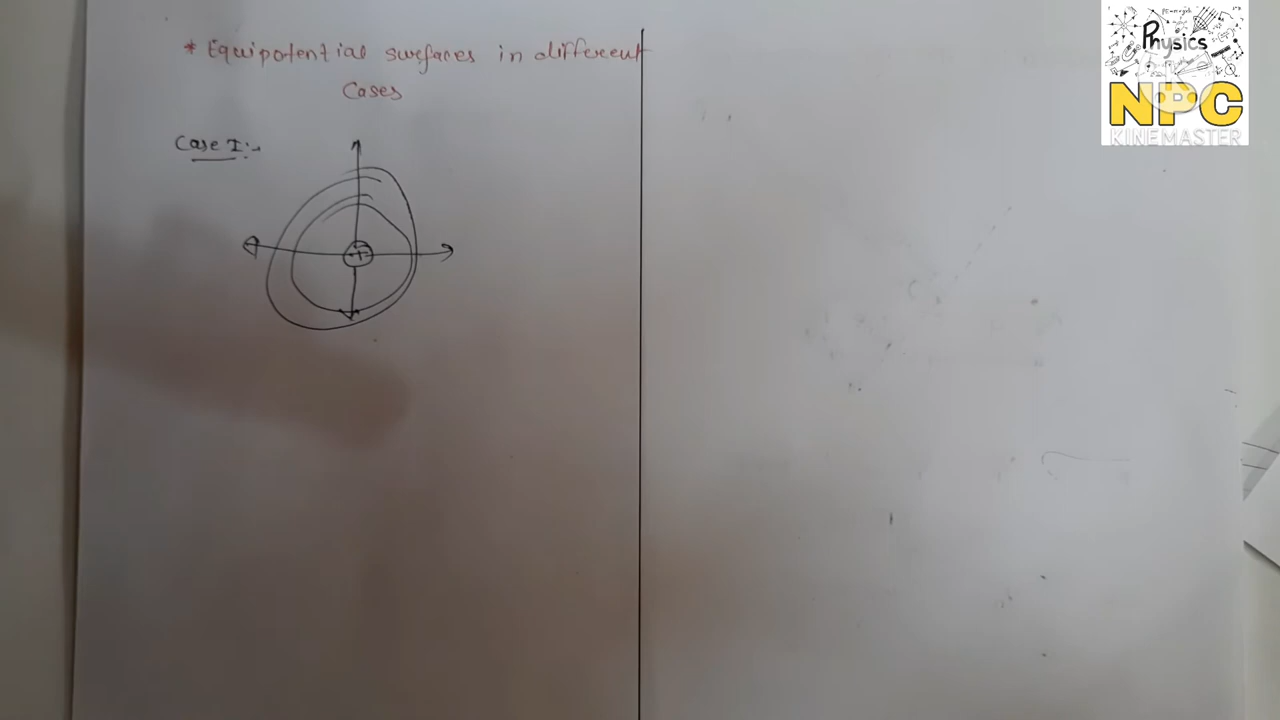 * Equipotential surfaces in different
Cases
Case I:-
+
Physics
NPC
KINEMASTER